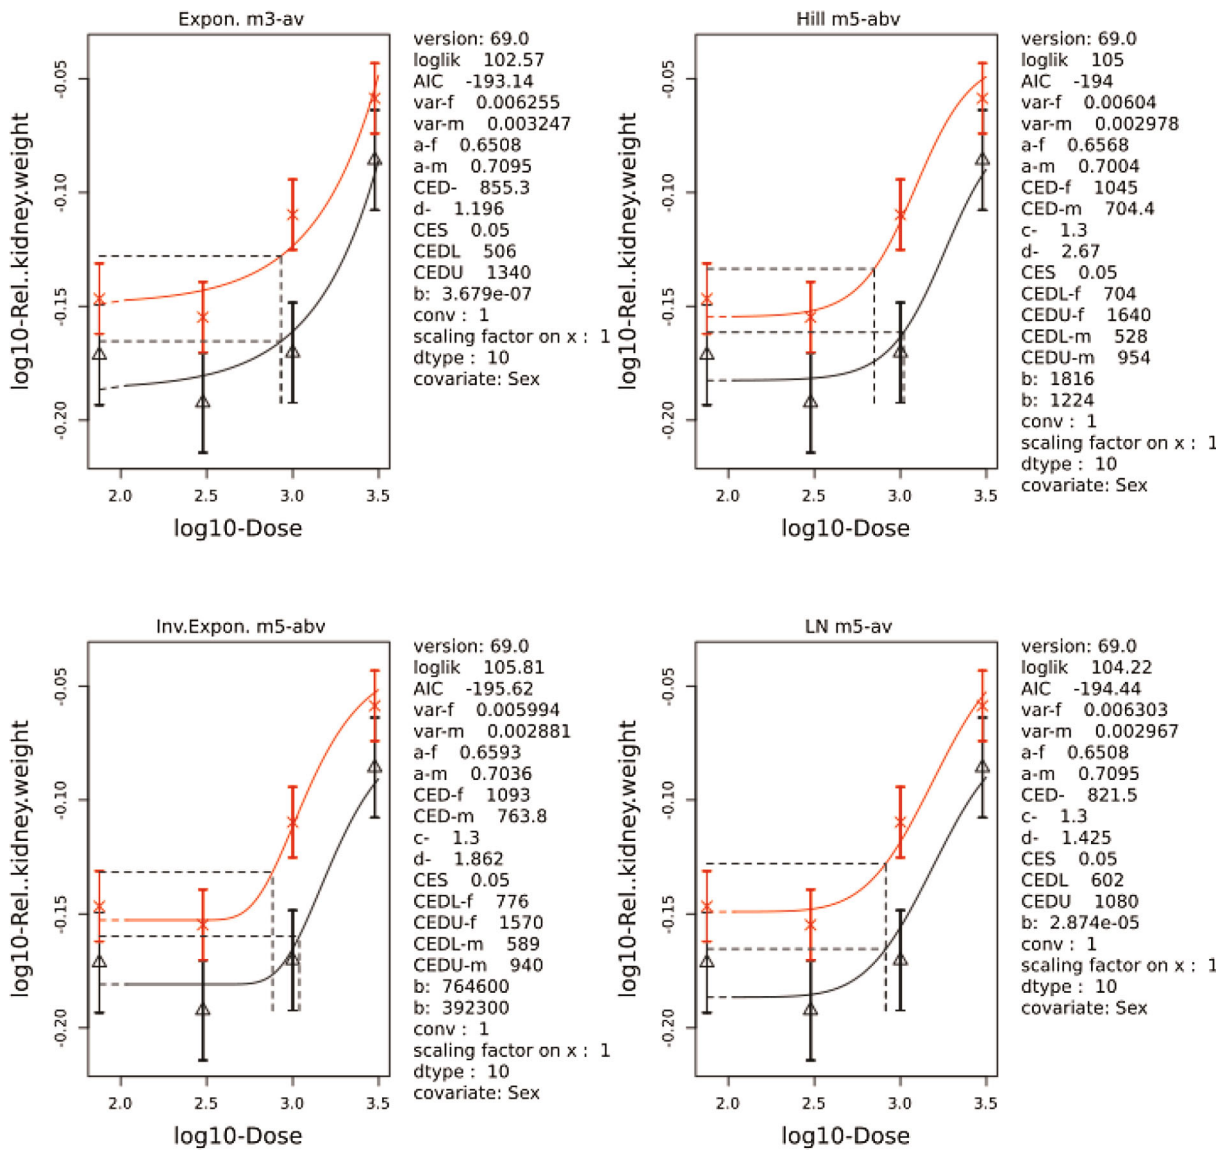 Expon. m3-av
log10-Rel..kidney.weight
-0.05
-0.10
-0.15
-0.20
2.0 2.5 3.0 3.5
log10-Dose
version: 69.0
loglik 102.57
AIC -193.14
var-f 0.006255
var-m 0.003247
a-f 0.6508
a-m 0.7095
CED- 855.3
d- 1.196
CES 0.05
CEDL 506
CEDU 1340
b: 3.679e-07
conv : 1
scaling factor on x : 1
dtype : 10
covariate: Sex
Hill m5-abv
log10-Rel..kidney.weight
-0.05
-0.10
-0.15
-0.20
2.0 2.5 3.0 3.5
log10-Dose
version: 69.0
loglik 105
AIC -194
var-f 0.00604
var-m 0.002978
a-f 0.6568
a-m 0.7004
CED-f 1045
CED-m 704.4
c- 1.3
d- 2.67
CES 0.05
CEDL-f 704
CEDU-f 1640
CEDL-m 528
CEDU-m 954
b: 1816
b: 1224
conv : 1
scaling factor on x : 1
dtype : 10
covariate: Sex
Inv.Expon. m5-abv
log10-Rel..kidney.weight
-0.05
-0.10
-0.15
-0.20
2.0 2.5 3.0 3.5
log10-Dose
version: 69.0
loglik 105.81
AIC -195.62
var-f 0.005994
var-m 0.002881
a-f 0.6593
a-m 0.7036
CED-f 1093
CED-m 763.8
c- 1.3
d- 1.862
CES 0.05
CEDL-f 776
CEDU-f 1570
CEDL-m 589
CEDU-m 940
b: 764600
b: 392300
conv : 1
scaling factor on x : 1
dtype : 10
covariate: Sex
LN m5-av
log10-Rel..kidney.weight
-0.05
-0.10
-0.15
-0.20
2.0 2.5 3.0 3.5
log10-Dose
version: 69.0
loglik 104.22
AIC -194.44
var-f 0.006303
var-m 0.002967
a-f 0.6508
a-m 0.7095
CED- 821.5
c- 1.3
d- 1.425
CES 0.05
CEDL 602
CEDU 1080
b: 2.874e-05
conv : 1
scaling factor on x : 1
dtype : 10
covariate: Sex